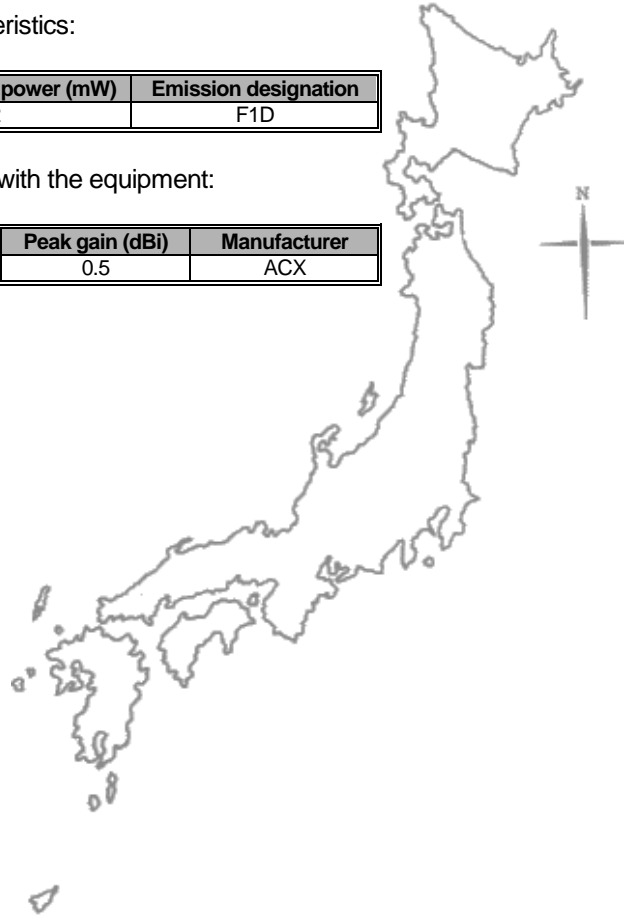 eristics:
power (mW) Emission designation
F1D
with the equipment:
Peak gain (dBi) Manufacturer
0.5 ACX
N